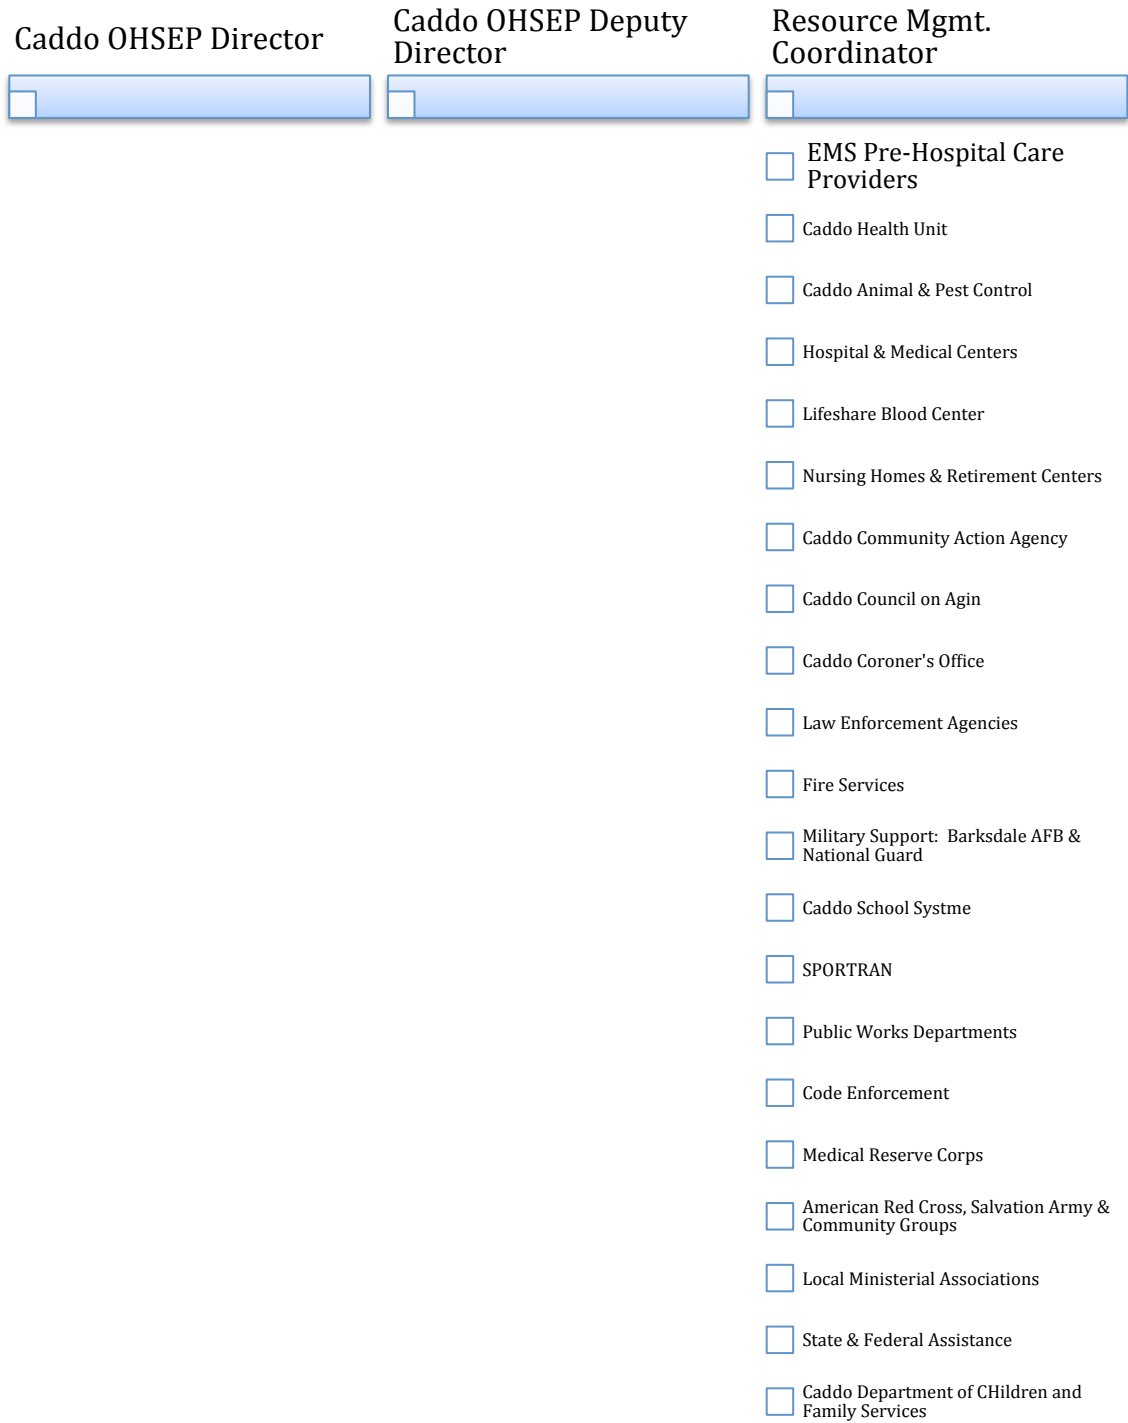 Caddo OHSEP Director
Caddo OHSEP Deputy
Director
Resource Mgmt.
Coordinator
EMS Pre-Hospital Care
Providers
Caddo Health Unit
Caddo Animal & Pest Control
Hospital & Medical Centers
Lifeshare Blood Center
Nursing Homes & Retirement Centers
Caddo Community Action Agency
Caddo Council on Agin
Caddo Coroner's Office
Law Enforcement Agencies
Fire Services
Military Support:  Barksdale AFB &
National Guard
Caddo School Systme
SPORTRAN
Public Works Departments
Code Enforcement
Medical Reserve Corps
American Red Cross, Salvation Army &
Community Groups
Local Ministerial Associations
State & Federal Assistance
Caddo Department of CHildren and
Family Services